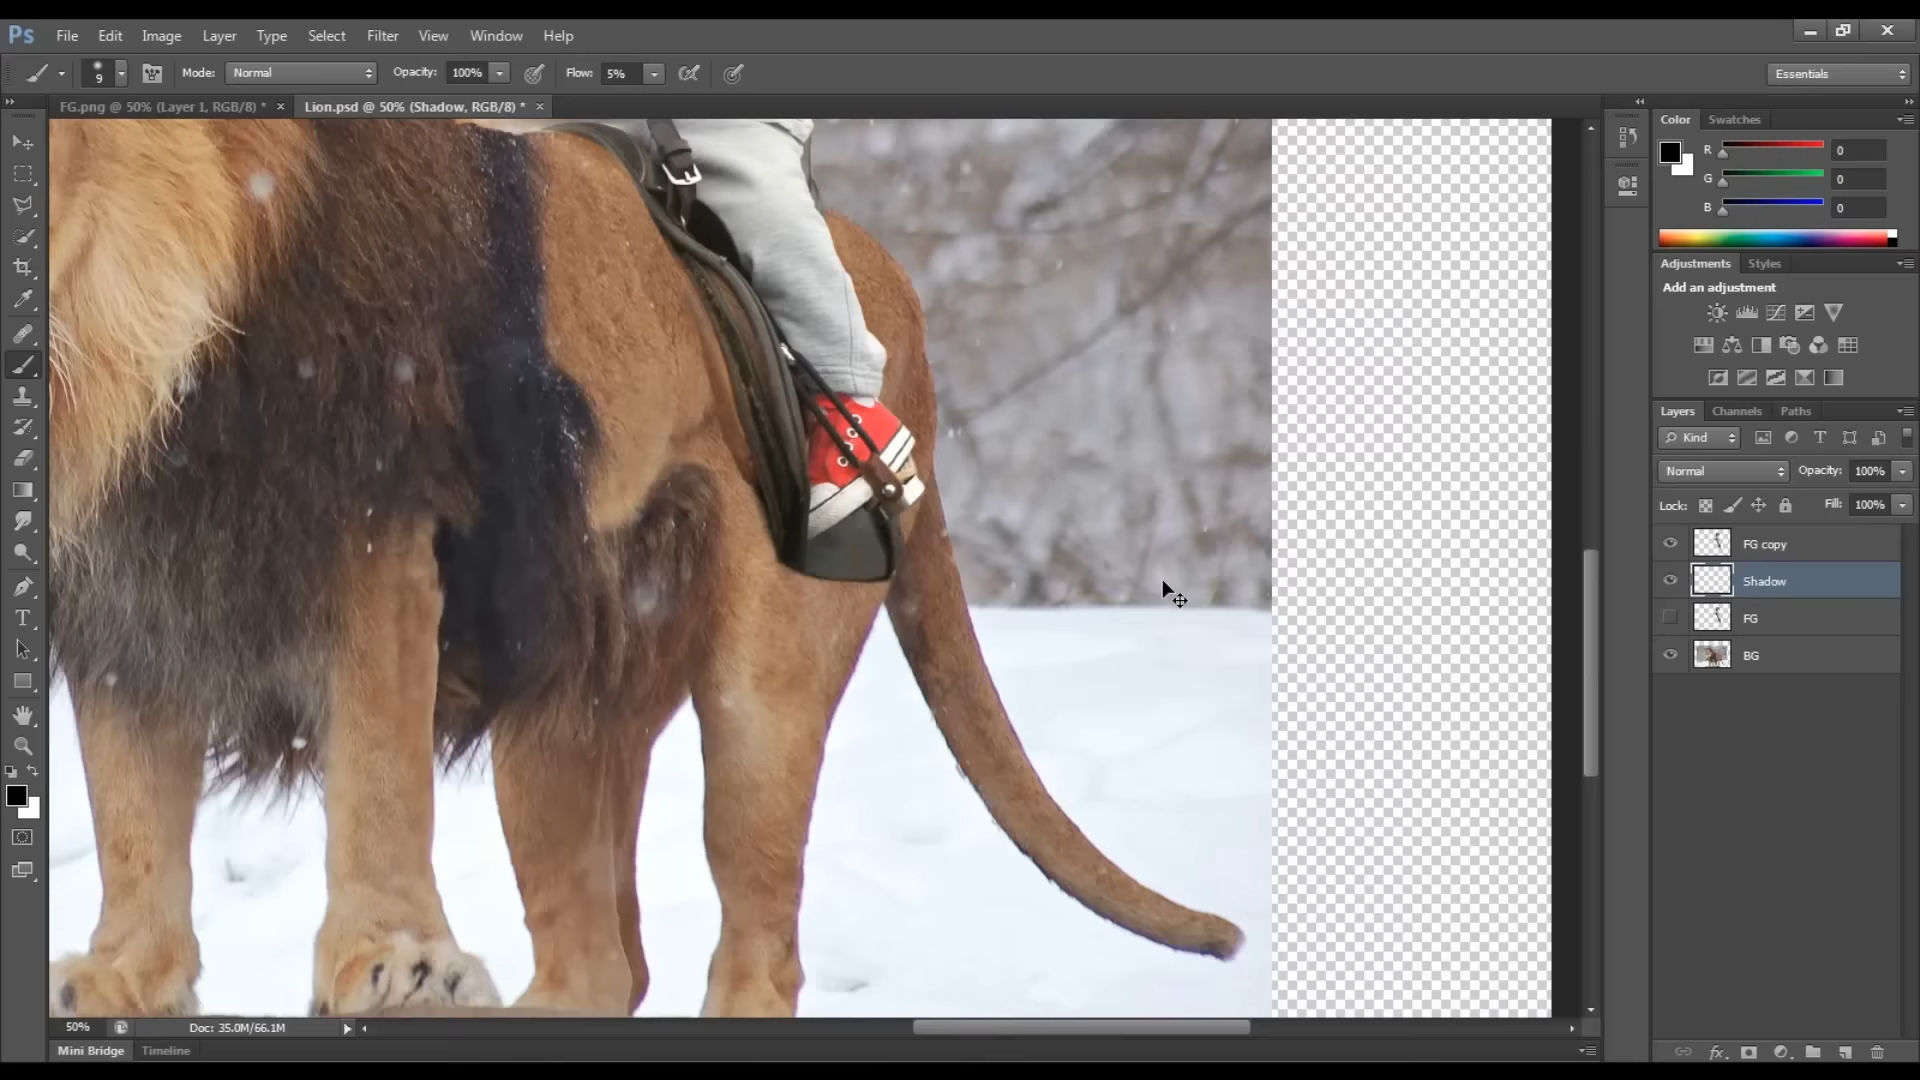 Ps File Edit Image Layer Type Select Filter View Window Help
9 Mode: Normal Opacity: 100% Flow: 5% Essentials
FG.png @ 50% (Layer 1, RGB/8) * × Lion.psd @ 50% (Shadow, RGB/8) * ×
Color Swatches
R 0
G 0
B 0
Adjustments Styles
Add an adjustment
Layers Channels Paths
Kind
Normal Opacity: 100%
Lock: Fill: 100%
FG copy
Shadow
FG
BG
50% Doc: 35.0M/66.1M
Mini Bridge Timeline